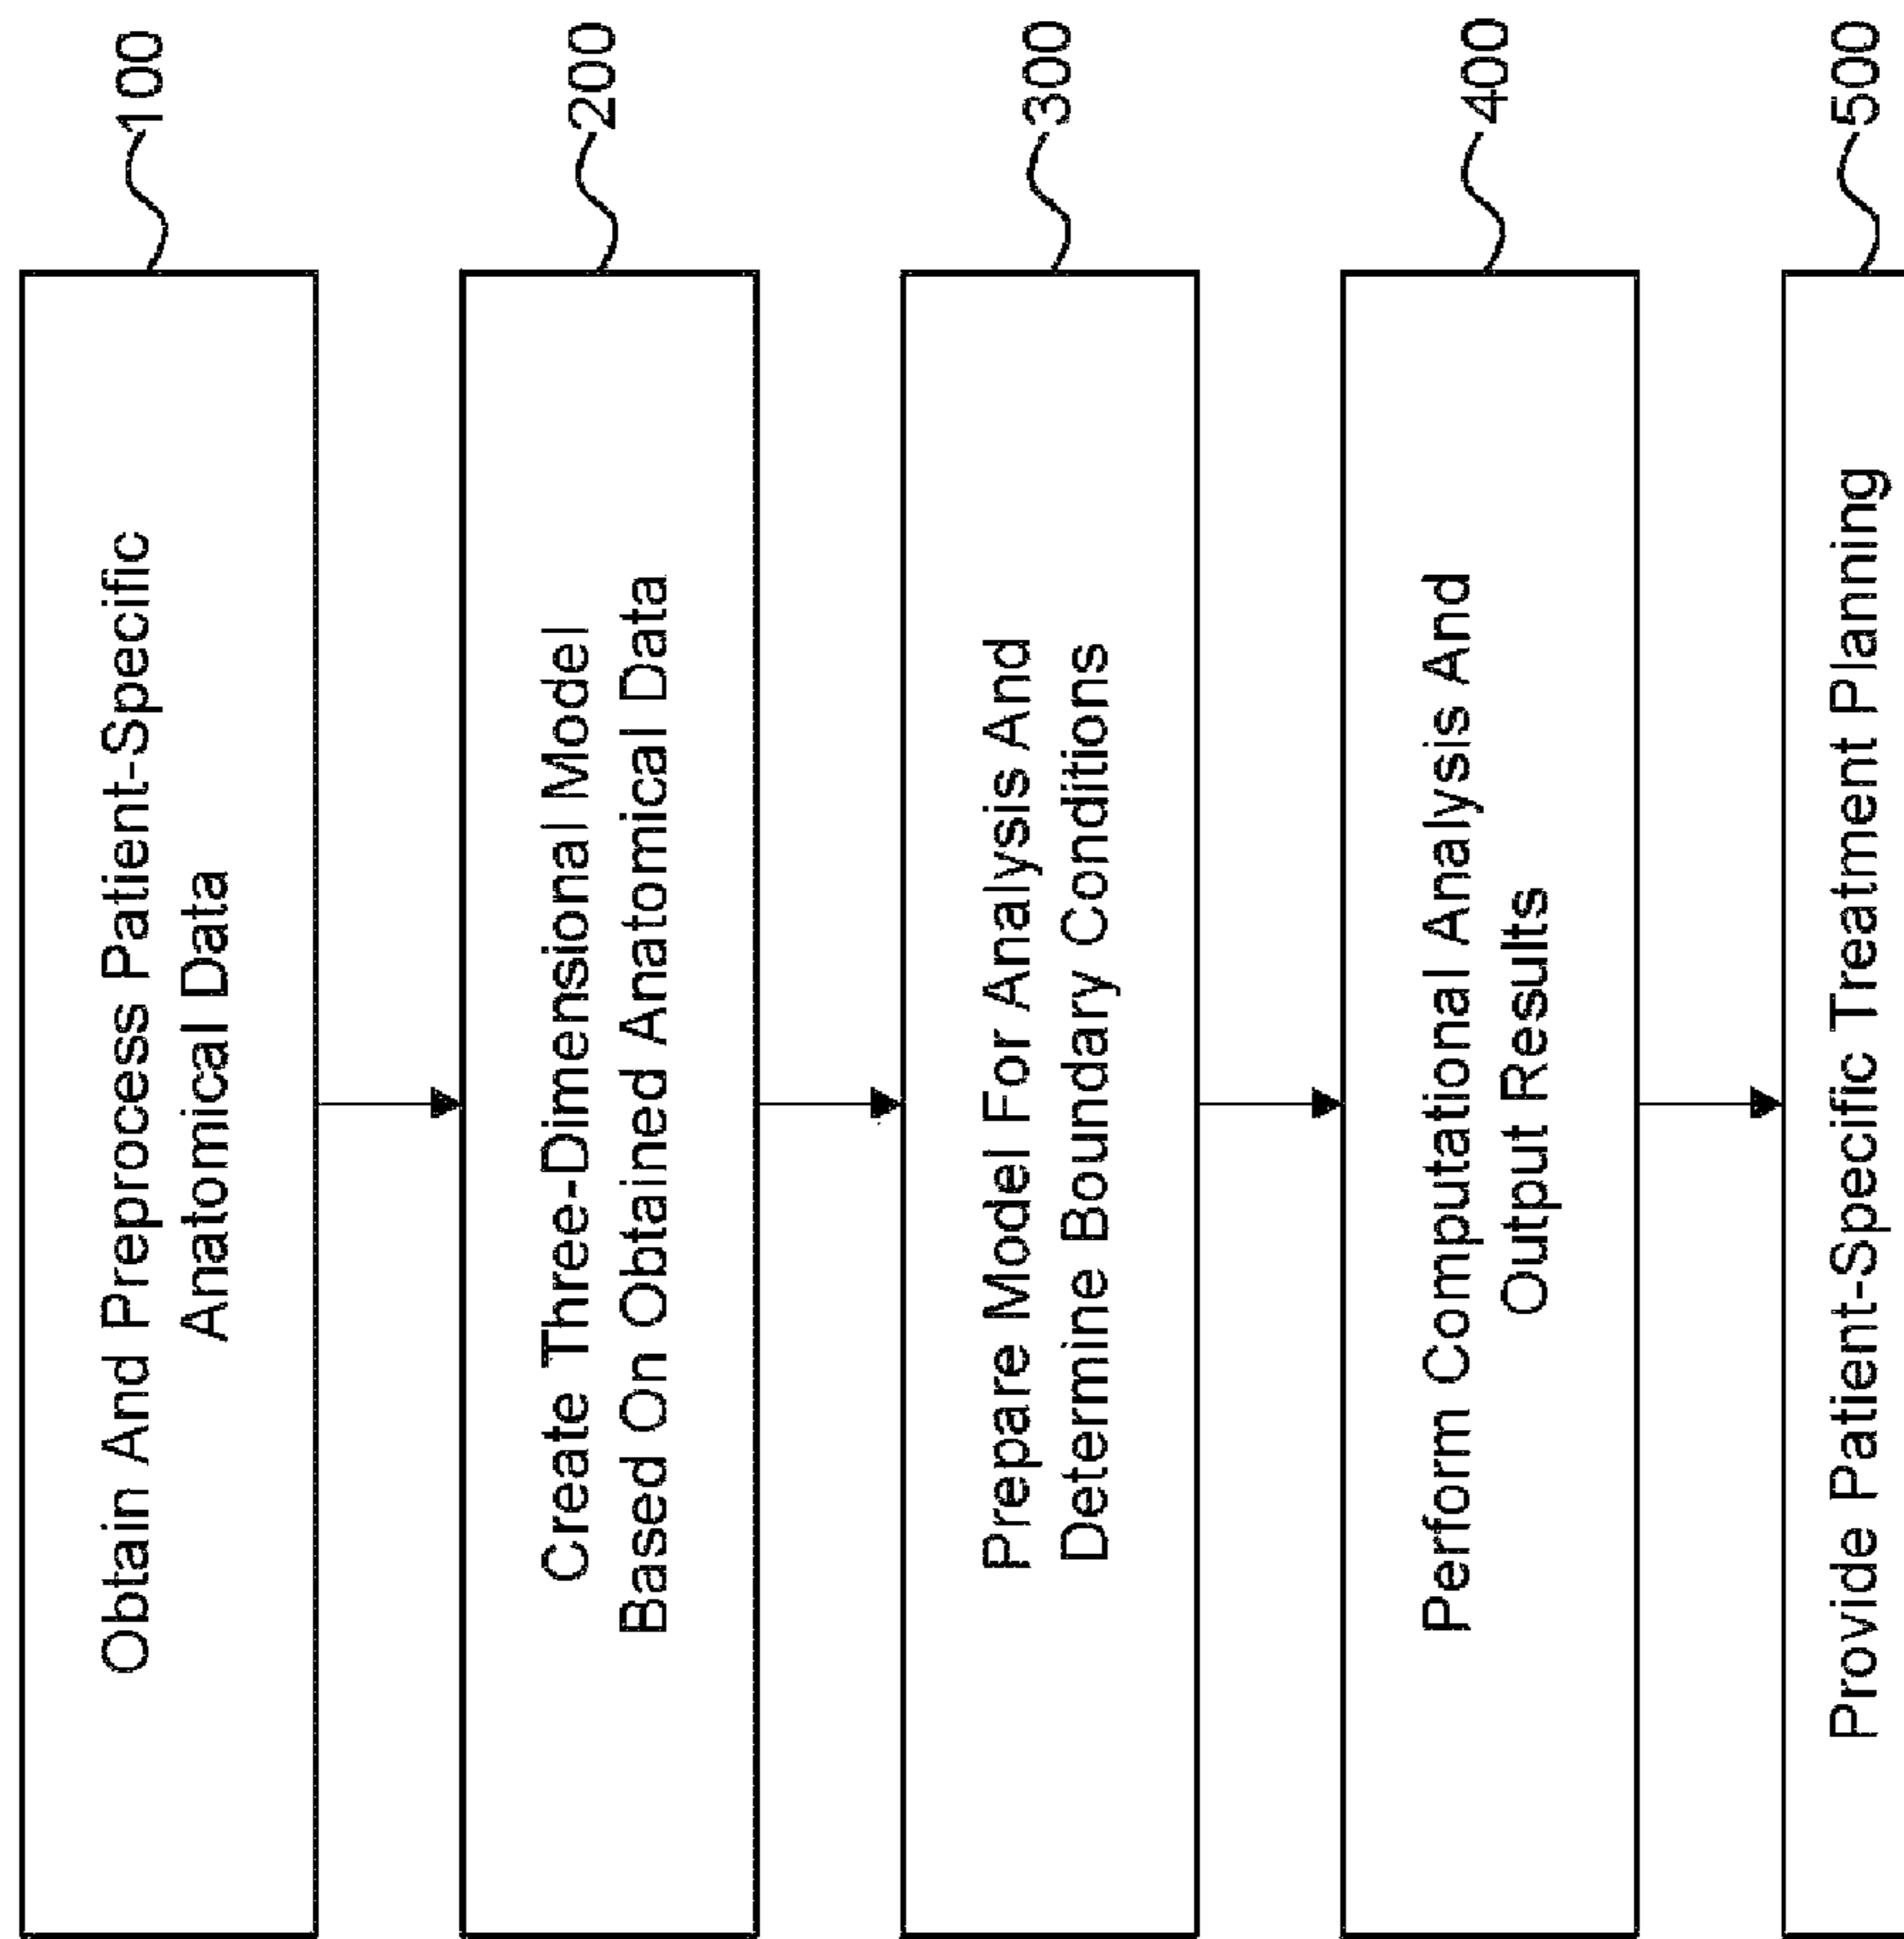 Obtain And Preprocess Patient-Specific
Anatomical Data
100
Create Three-Dimensional Model
Based On Obtained Anatomical Data
200
Prepare Model For Analysis And
Determine Boundary Conditions
300
Perform Computational Analysis And
Output Results
400
Provide Patient-Specific Treatment Planning
500